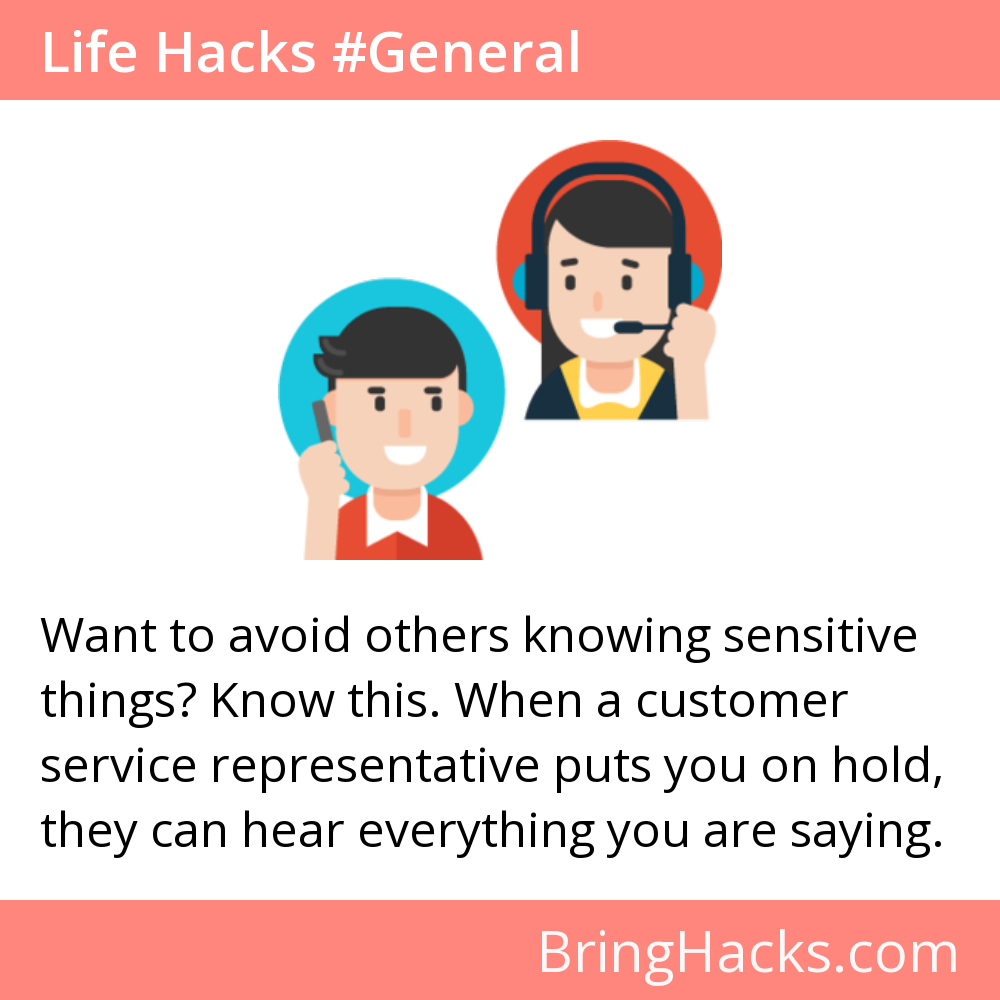 Life Hacks #General
Want to avoid others knowing sensitive
things? Know this. When a customer
service representative puts you on hold,
they can hear everything you are saying.
BringHacks.com